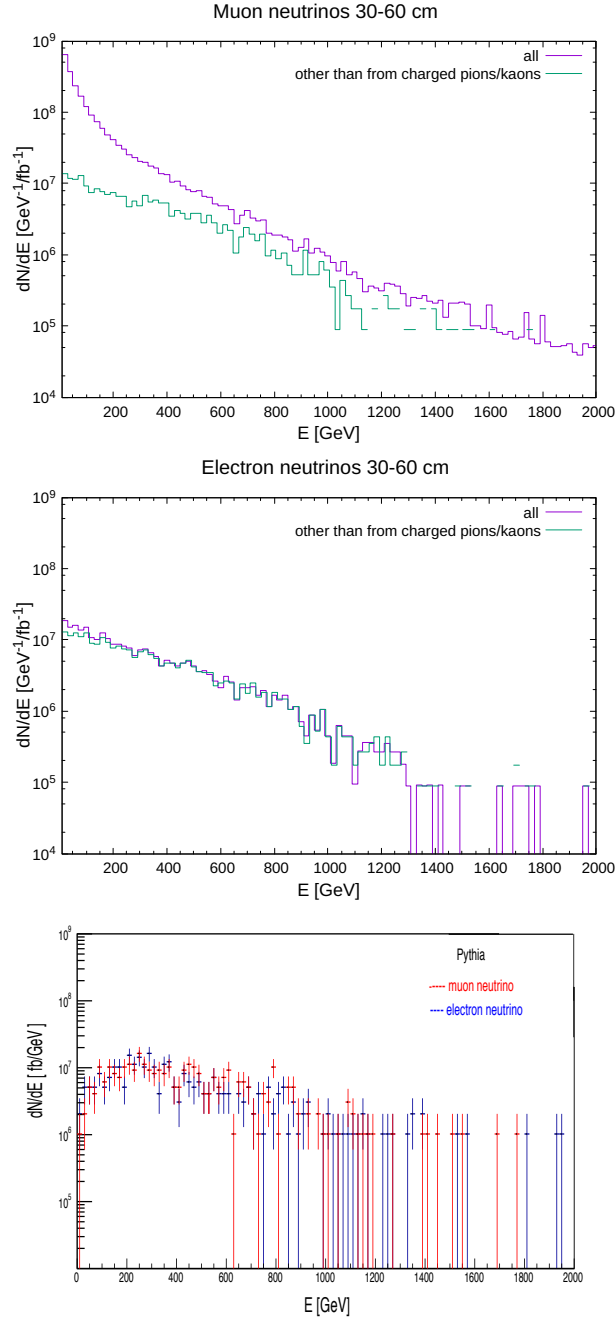 Muon neutrinos 30-60 cm
10⁹
all
other than from charged pions/kaons
10⁸
10⁷
10⁶
10⁵
10⁴
dN/dE [GeV⁻¹/fb⁻¹]
200 400 600 800 1000 1200 1400 1600 1800 2000
E [GeV]
Electron neutrinos 30-60 cm
10⁹
all
other than from charged pions/kaons
10⁸
10⁷
10⁶
10⁵
10⁴
dN/dE [GeV⁻¹/fb⁻¹]
200 400 600 800 1000 1200 1400 1600 1800 2000
E [GeV]
10⁹
Pythia
muon neutrino
electron neutrino
10⁸
10⁷
10⁶
10⁵
dN/dE [ fb/GeV]
0 200 400 600 800 1000 1200 1400 1600 1800 2000
E [GeV]